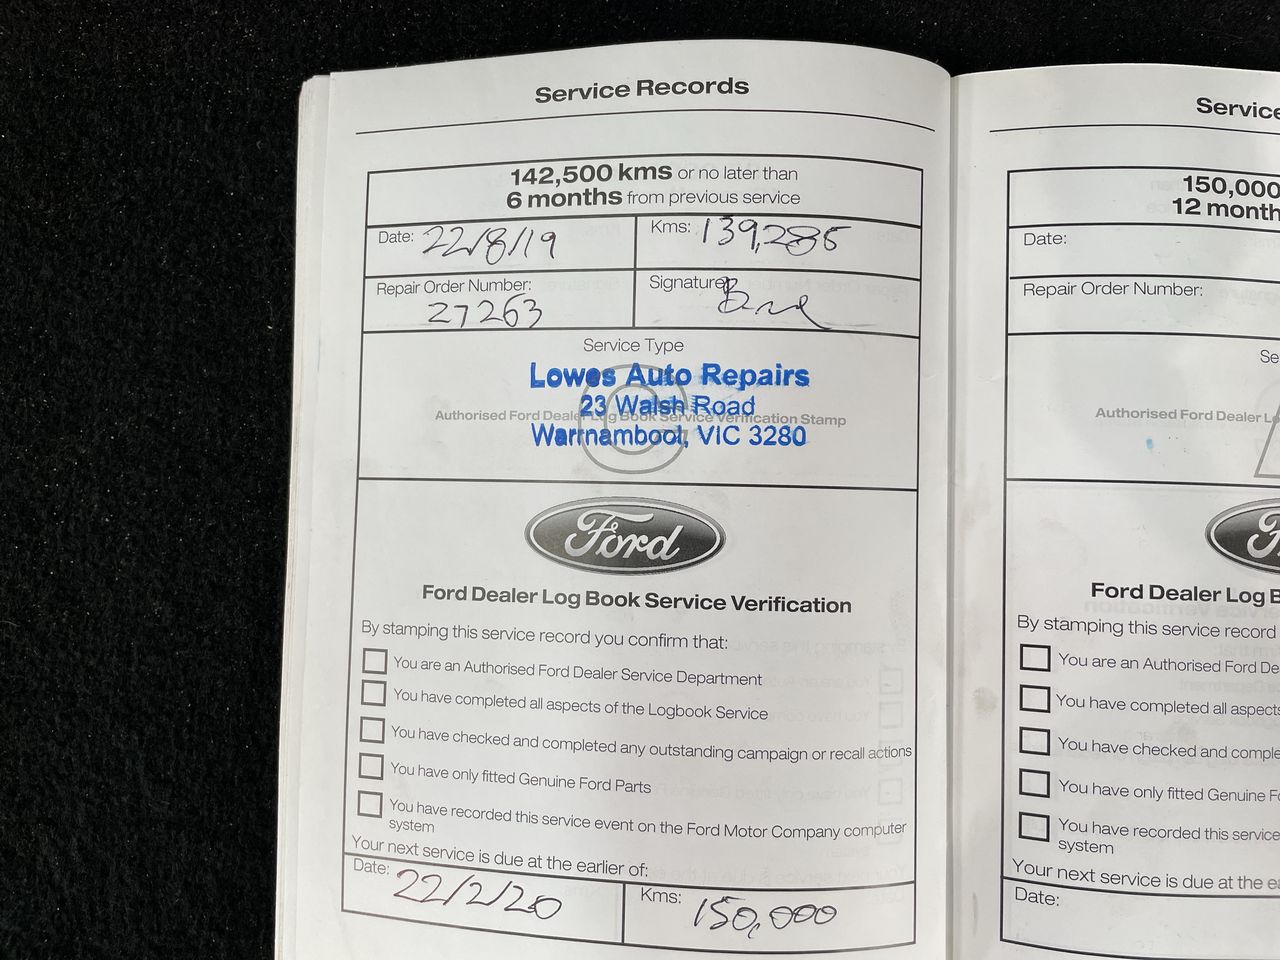 Service Records
142,500 kms or no later than
6 months from previous service
Date: 22/8/19
Kms: 139,285
Repair Order Number:
27263
Signature:
Service Type
C
Lowes Auto Repairs
23 Walsh Road
Authorised Ford Dealer Log Book Service Verification Stamp
Warrnambool, VIC 3280
Ford
Ford Dealer Log Book Service Verification
By stamping this service record you confirm that:
You are an Authorised Ford Dealer Service Department
You have completed all aspects of the Logbook Service
You have checked and completed any outstanding campaign or recall actions
You have only fitted Genuine Ford Parts
You have recorded this service event on the Ford Motor Company computer
system
Your next service is due at the earlier of:
Date: 22/2/20
Kms: 150,000
Service
150,000
12 month
Date:
Repair Order Number:
Se
Authorised Ford Dealer L
F
Ford Dealer Log B
By stamping this service record
You are an Authorised Ford De
You have completed all aspects
You have checked and comple
You have only fitted Genuine Fo
You have recorded this service
system
Your next service is due at the ea
Date: